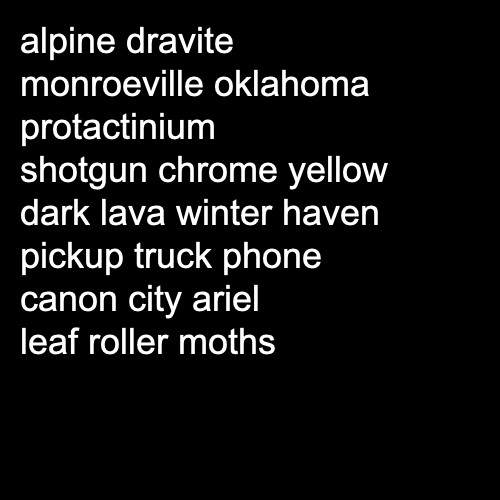 alpine dravite
monroeville oklahoma
protactinium
shotgun chrome yellow
dark lava winter haven
pickup truck phone
canon city ariel
leaf roller moths